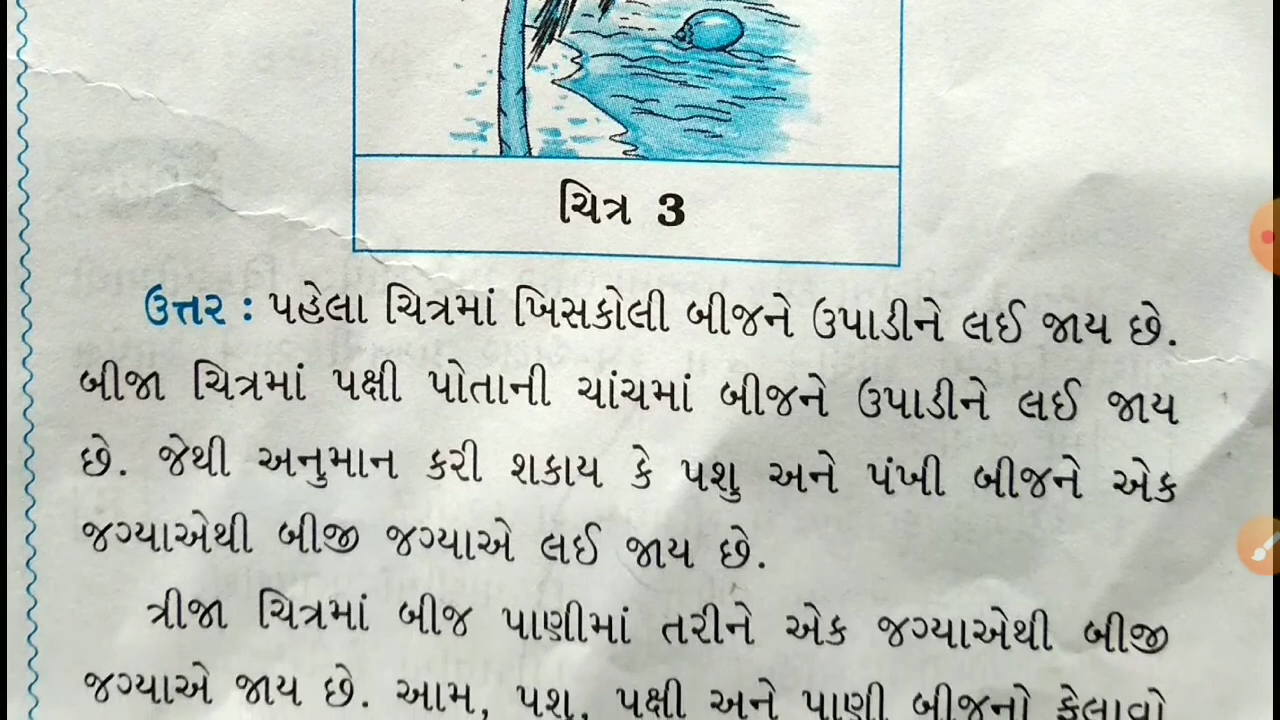 ચિત્ર 3
ઉત્તર : પહેલા ચિત્રમાં ખિસકોલી બીજને ઉપાડીને લઈ જાય છે.
બીજા ચિત્રમાં પક્ષી પોતાની ચાંચમાં બીજને ઉપાડીને લઈ જાય
છે. જેથી અનુમાન કરી શકાય કે પશુ અને પંખી બીજને એક
જગ્યાએથી બીજી જગ્યાએ લઈ જાય છે.
ત્રીજા ચિત્રમાં બીજ પાણીમાં તરીને એક જગ્યાએથી બીજી
જગ્યાએ જાય છે. આમ, પશુ, પક્ષી અને પાણી બીજનો ફેલાવો